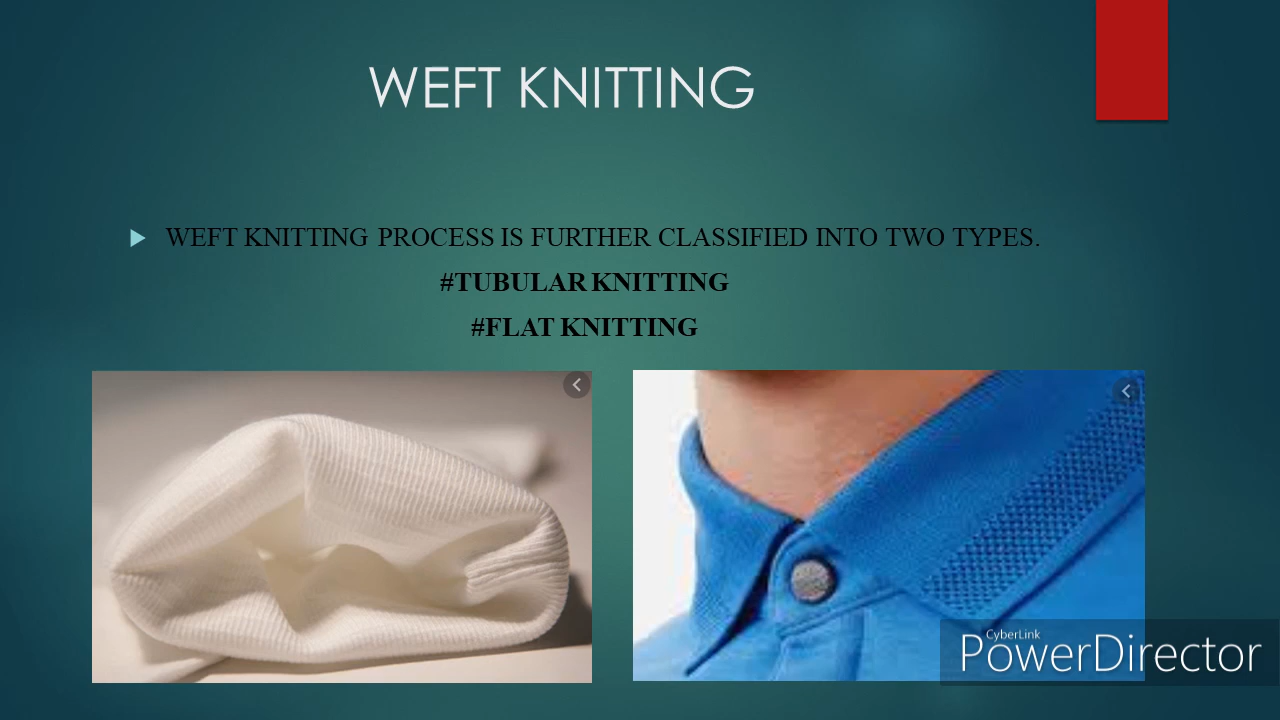 WEFT KNITTING
WEFT KNITTING PROCESS IS FURTHER CLASSIFIED INTO TWO TYPES.
#TUBULAR KNITTING
#FLAT KNITTING
CyberLink
PowerDirector